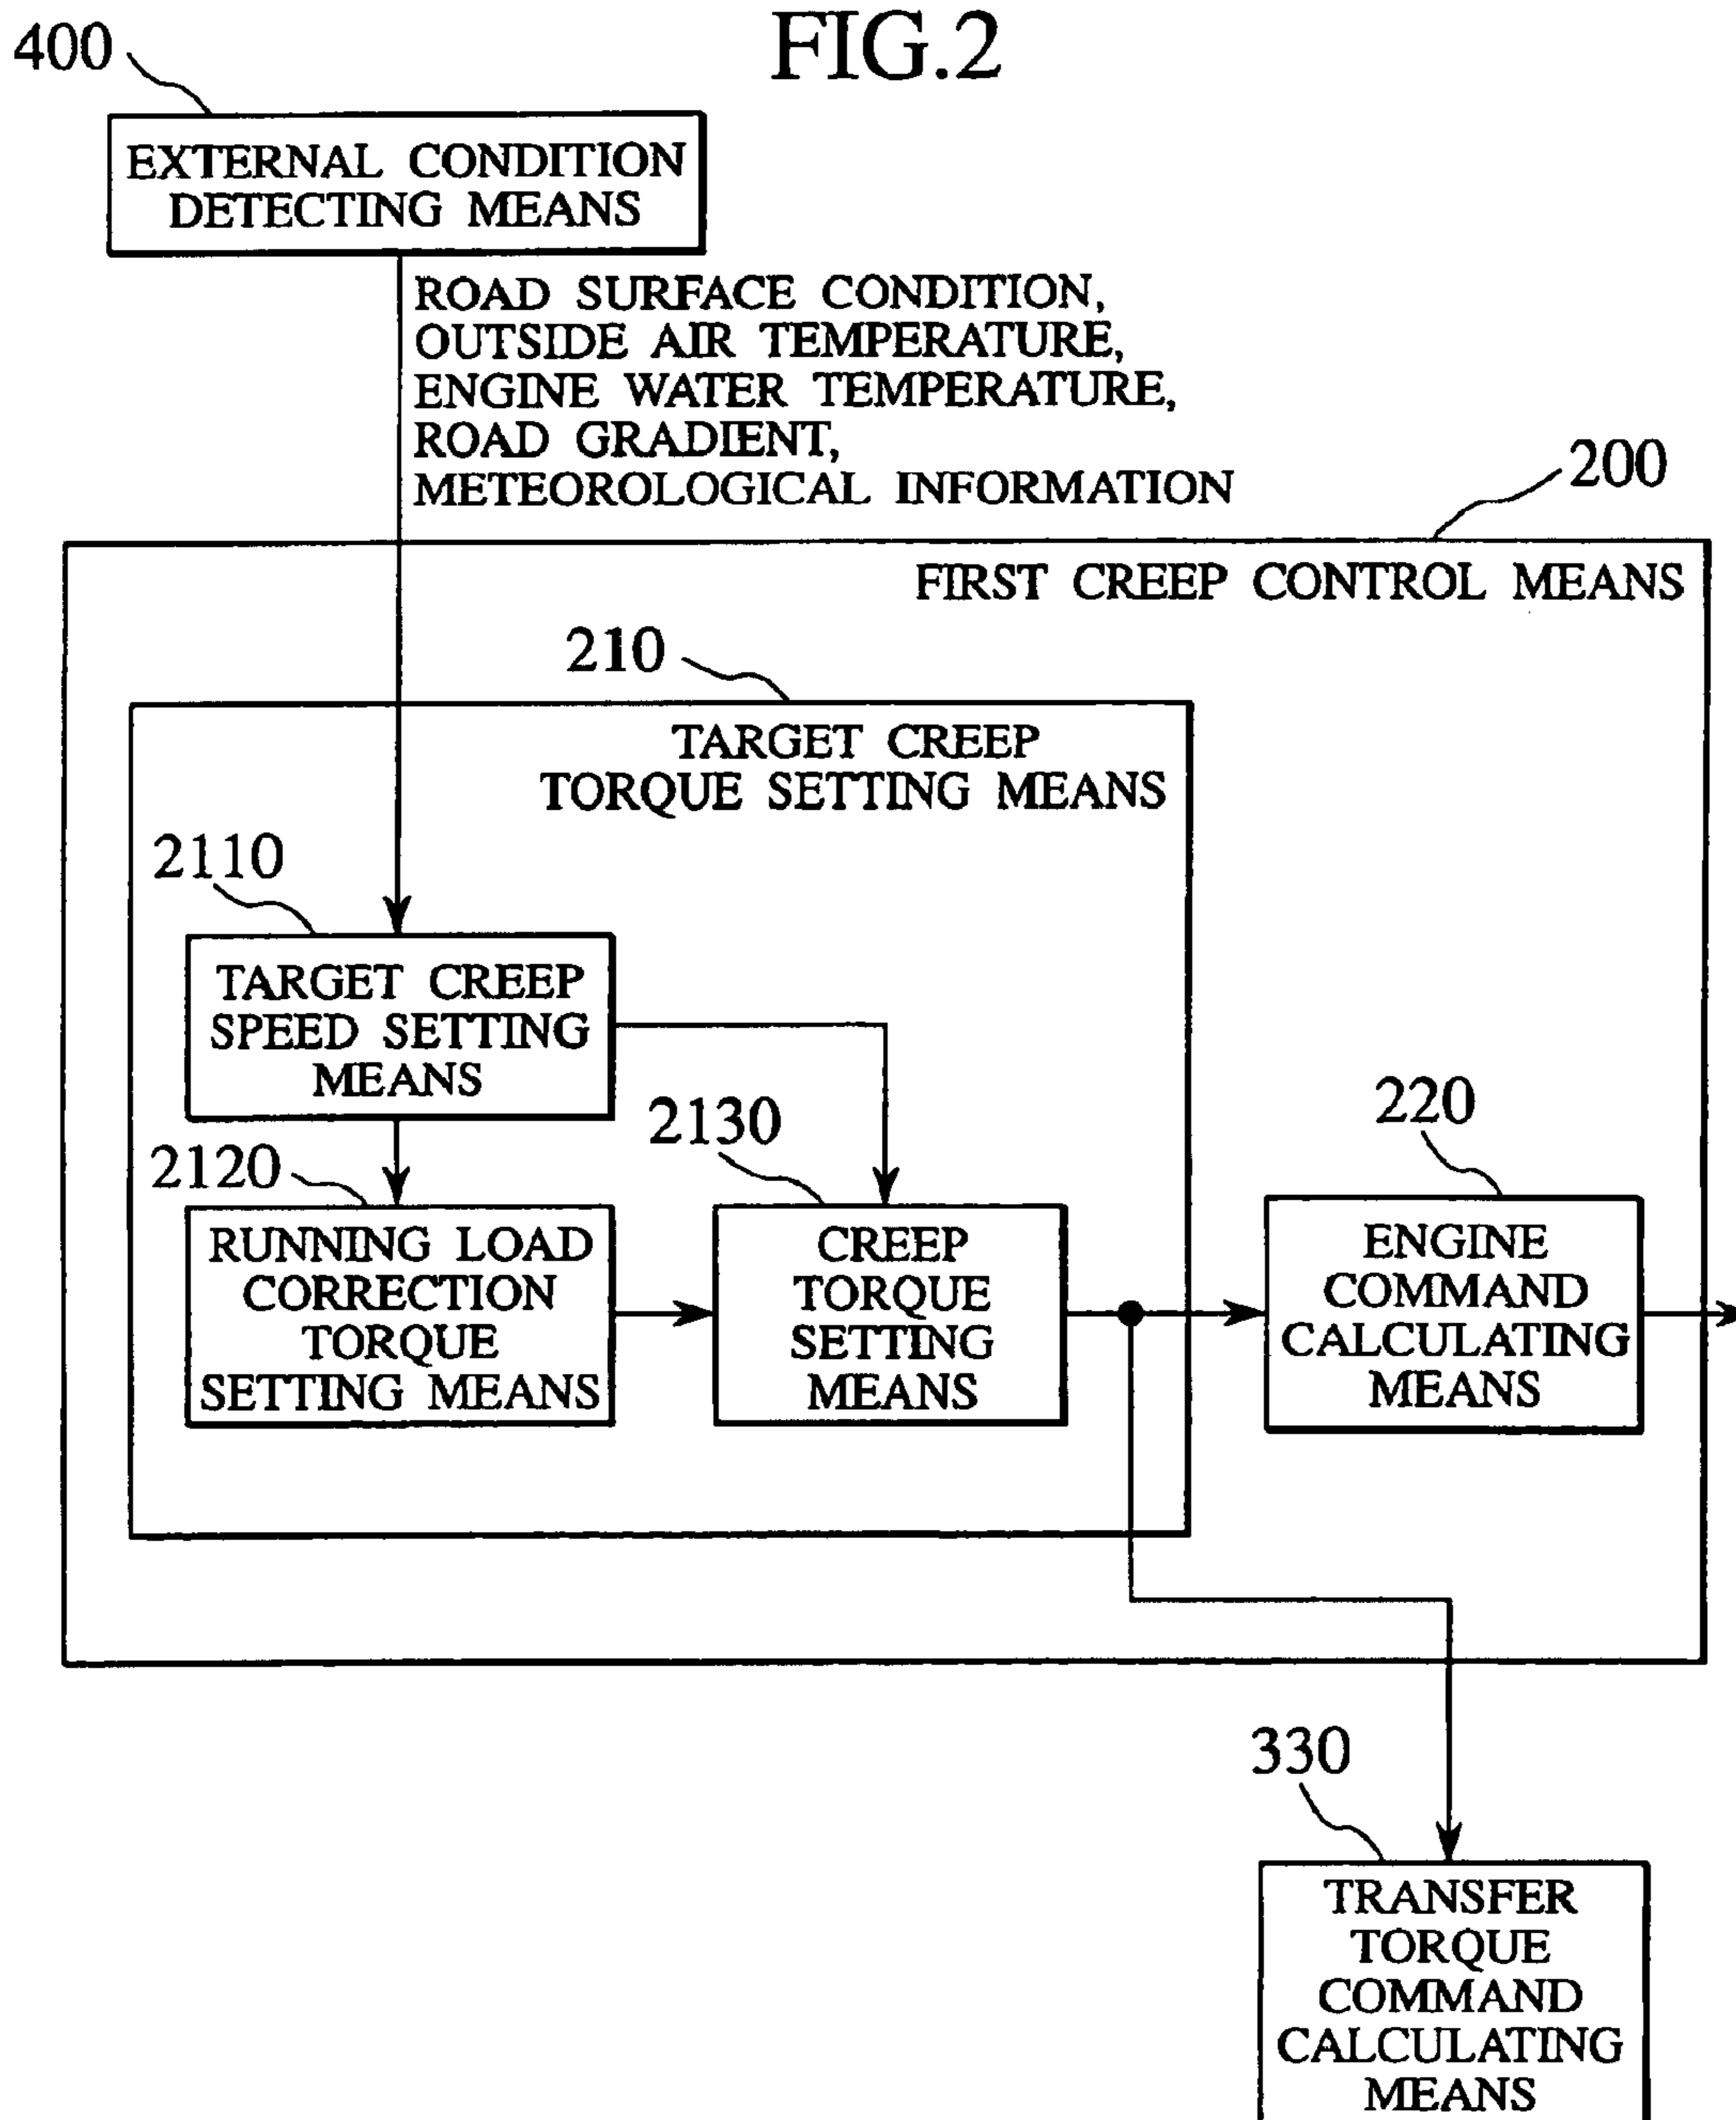 FIG.2
400
EXTERNAL CONDITION
DETECTING MEANS
ROAD SURFACE CONDITION,
OUTSIDE AIR TEMPERATURE,
ENGINE WATER TEMPERATURE,
ROAD GRADIENT,
METEOROLOGICAL INFORMATION
200
FIRST CREEP CONTROL MEANS
210
TARGET CREEP
TORQUE SETTING MEANS
2110
TARGET CREEP
SPEED SETTING
MEANS
2120
RUNNING LOAD
CORRECTION
TORQUE
SETTING MEANS
2130
CREEP
TORQUE
SETTING
MEANS
220
ENGINE
COMMAND
CALCULATING
MEANS
330
TRANSFER
TORQUE
COMMAND
CALCULATING
MEANS